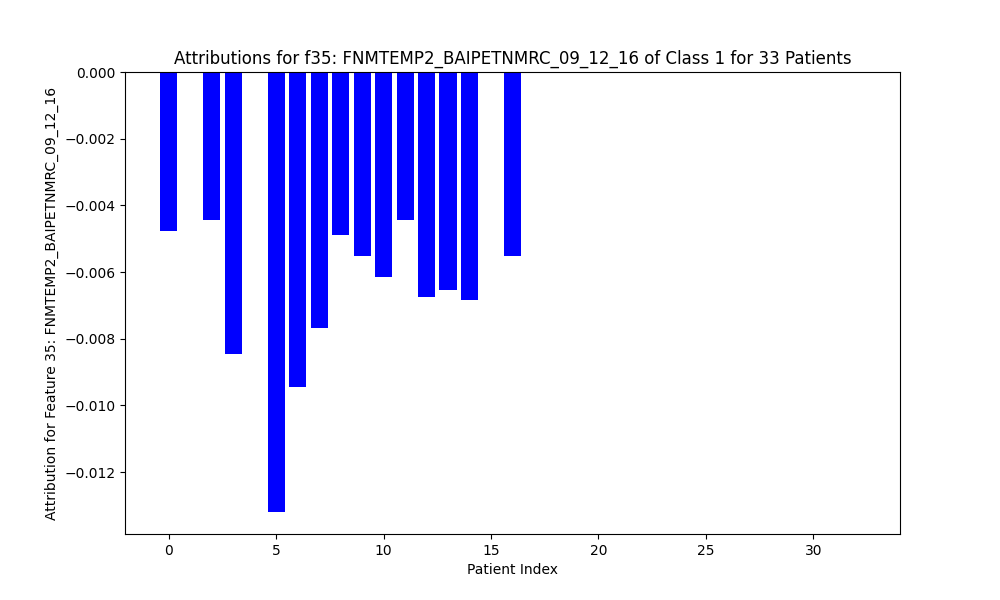 Attributions for f35: FNMTEMP2_BAIPETNMRC_09_12_16 of Class 1 for 33 Patients
Attribution for Feature 35: FNMTEMP2_BAIPETNMRC_09_12_16
0.000
−0.002
−0.004
−0.006
−0.008
−0.010
−0.012
0 5 10 15 20 25 30
Patient Index